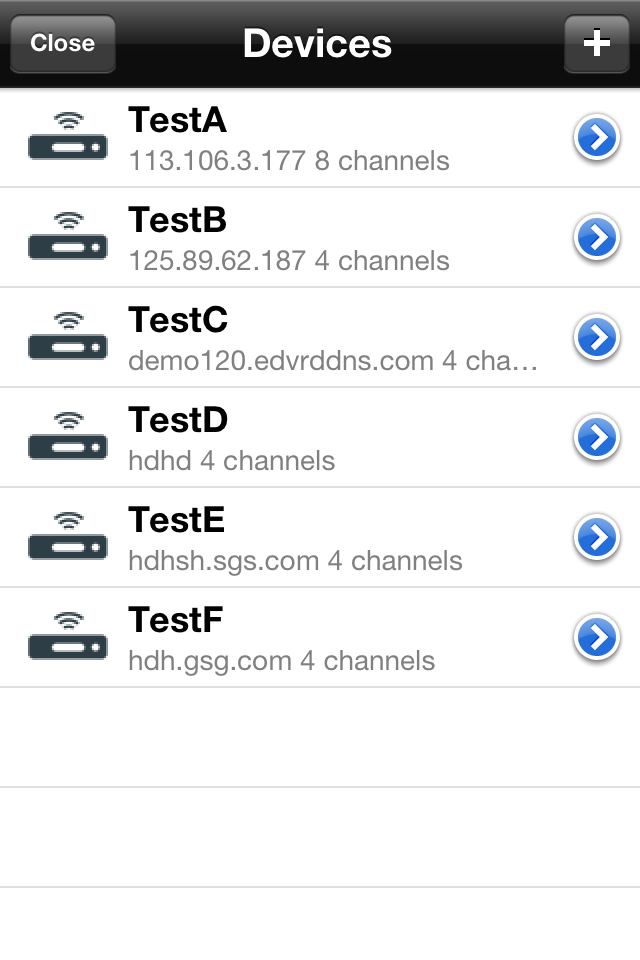 Close
Devices
+
TestA
113.106.3.177 8 channels
TestB
125.89.62.187 4 channels
TestC
demo120.edvrddns.com 4 cha…
TestD
hdhd 4 channels
TestE
hdhsh.sgs.com 4 channels
TestF
hdh.gsg.com 4 channels